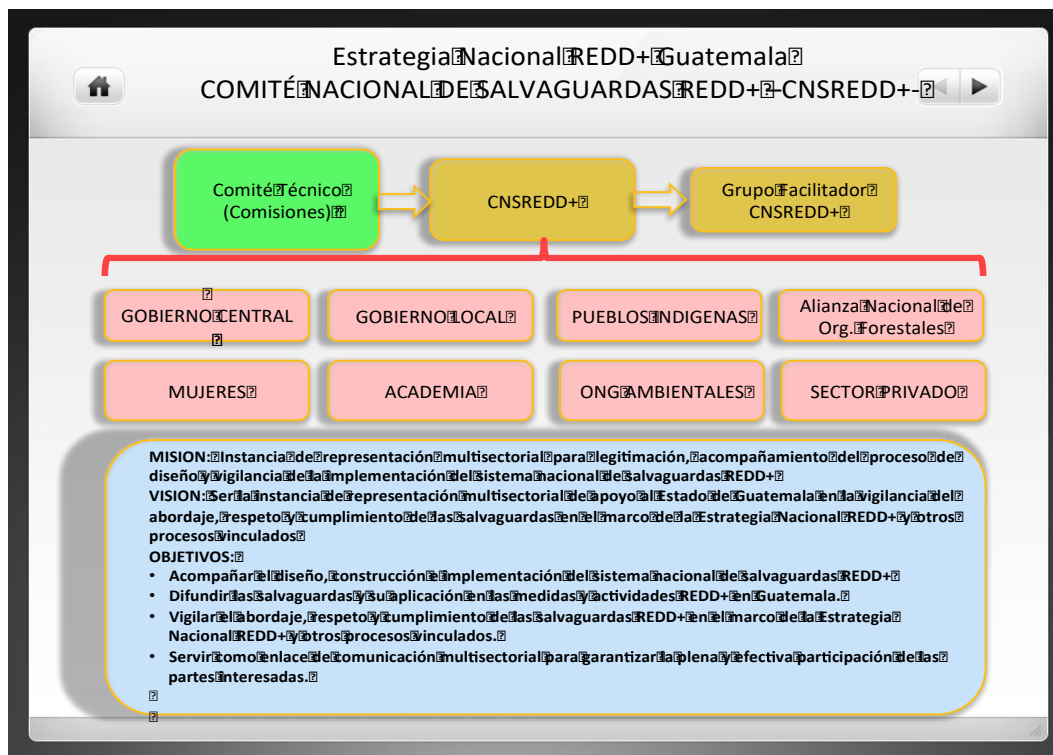 Estrategia Nacional REDD+ Guatemala
COMITÉ NACIONAL DE SALVAGUARDAS REDD+ –CNSREDD+-
Comité Técnico
(Comisiones)
CNSREDD+
Grupo Facilitador
CNSREDD+
GOBIERNO CENTRAL
GOBIERNO LOCAL
PUEBLOS INDIGENAS
Alianza Nacional de
Org. Forestales
MUJERES
ACADEMIA
ONG AMBIENTALES
SECTOR PRIVADO
MISION: Instancia de representación multisectorial para legitimación, acompañamiento del proceso de
diseño y vigilancia de la implementación del sistema nacional de salvaguardas REDD+
VISION: Ser la instancia de representación multisectorial de apoyo al Estado de Guatemala en la vigilancia del
abordaje, respeto y cumplimiento de las salvaguardas en el marco de la Estrategia Nacional REDD+ y otros
procesos vinculados
OBJETIVOS:
• Acompañar el diseño, construcción e implementación del sistema nacional de salvaguardas REDD+
• Difundir las salvaguardas y su aplicación en las medidas y actividades REDD+ en Guatemala.
• Vigilar el abordaje, respeto y cumplimiento de las salvaguardas REDD+ en el marco de la Estrategia
Nacional REDD+ y otros procesos vinculados.
• Servir como enlace de comunicación multisectorial para garantizar la plena y efectiva participación de las
partes interesadas.